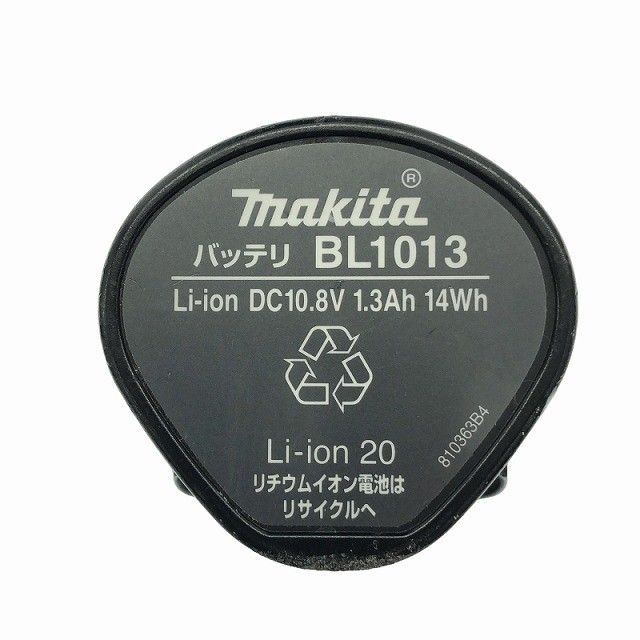 makita®
バッテリ BL1013
Li-ion DC10.8V 1.3Ah 14Wh
Li-ion 20
リチウムイオン電池は
リサイクルへ
810363B4